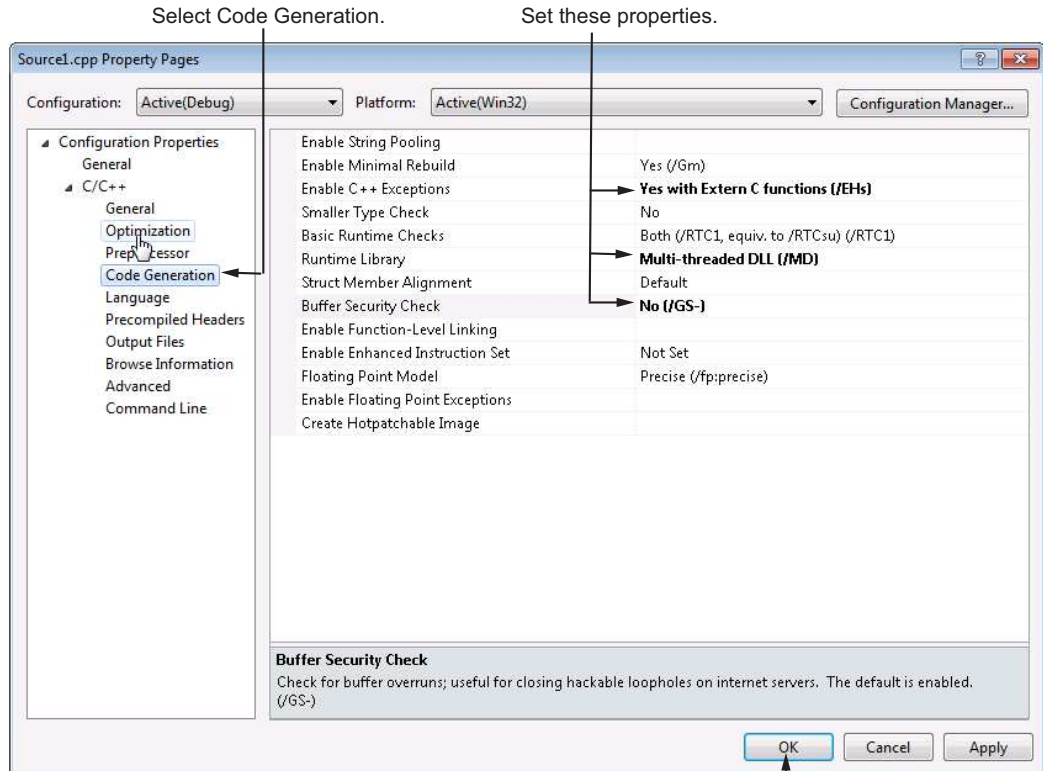 Select Code Generation. Set these properties.
Source1.cpp Property Pages
Configuration: Active(Debug) Platform: Active(Win32) Configuration Manager...
Configuration Properties
General
C/C++
General
Optimization
Preprocessor
Code Generation
Language
Precompiled Headers
Output Files
Browse Information
Advanced
Command Line
Enable String Pooling
Enable Minimal Rebuild Yes (/Gm)
Enable C++ Exceptions Yes with Extern C functions (/EHs)
Smaller Type Check No
Basic Runtime Checks Both (/RTC1, equiv. to /RTCsu) (/RTC1)
Runtime Library Multi-threaded DLL (/MD)
Struct Member Alignment Default
Buffer Security Check No (/GS-)
Enable Function-Level Linking
Enable Enhanced Instruction Set Not Set
Floating Point Model Precise (/fp:precise)
Enable Floating Point Exceptions
Create Hotpatchable Image
Buffer Security Check
Check for buffer overruns; useful for closing hackable loopholes on internet servers. The default is enabled.
(/GS-)
OK Cancel Apply